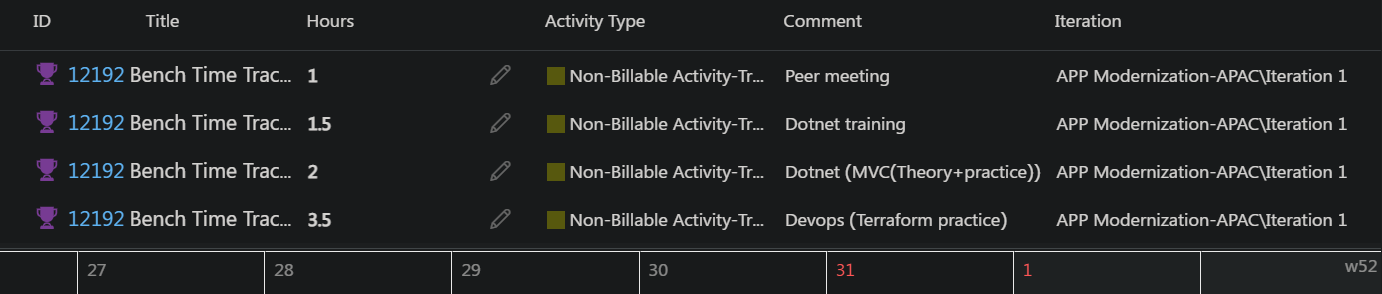 ID Title Hours Activity Type Comment Iteration
12192 Bench Time Trac... 1 Non-Billable Activity-Tr... Peer meeting APP Modernization-APAC\Iteration 1
12192 Bench Time Trac... 1.5 Non-Billable Activity-Tr... Dotnet training APP Modernization-APAC\Iteration 1
12192 Bench Time Trac... 2 Non-Billable Activity-Tr... Dotnet (MVC(Theory+practice)) APP Modernization-APAC\Iteration 1
12192 Bench Time Trac... 3.5 Non-Billable Activity-Tr... Devops (Terraform practice) APP Modernization-APAC\Iteration 1
27 28 29 30 31 1 w52